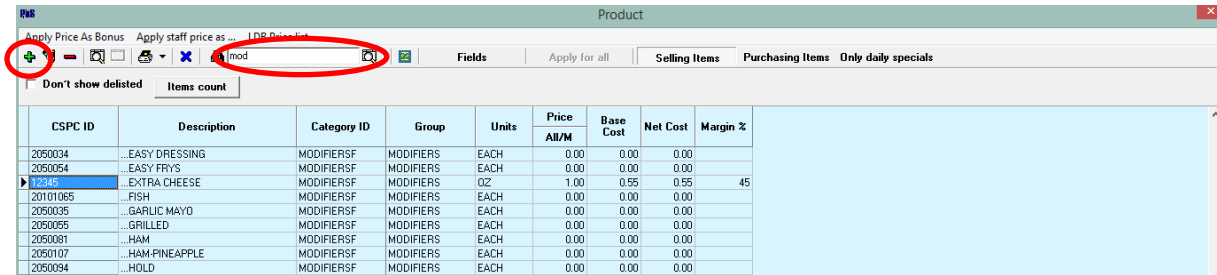 RNS Product
Apply Price As Bonus Apply staff price as ... LDB Price list
mod Fields Apply for all Selling Items Purchasing Items Only daily specials
Don't show delisted Items count
CSPC ID Description Category ID Group Units Price All/M Base Cost Net Cost Margin %
2050034 ...EASY DRESSING MODIFIERSF MODIFIERS EACH 0.00 0.00 0.00
2050054 ...EASY FRYS MODIFIERSF MODIFIERS EACH 0.00 0.00 0.00
12345 ...EXTRA CHEESE MODIFIERSF MODIFIERS OZ 1.00 0.55 0.55 45
20101065 ...FISH MODIFIERSF MODIFIERS EACH 0.00 0.00 0.00
2050035 ...GARLIC MAYO MODIFIERSF MODIFIERS EACH 0.00 0.00 0.00
2050055 ...GRILLED MODIFIERSF MODIFIERS EACH 0.00 0.00 0.00
2050081 ...HAM MODIFIERSF MODIFIERS EACH 0.00 0.00 0.00
2050107 ...HAM-PINEAPPLE MODIFIERSF MODIFIERS EACH 0.00 0.00 0.00
2050094 ...HOLD MODIFIERSF MODIFIERS EACH 0.00 0.00 0.00